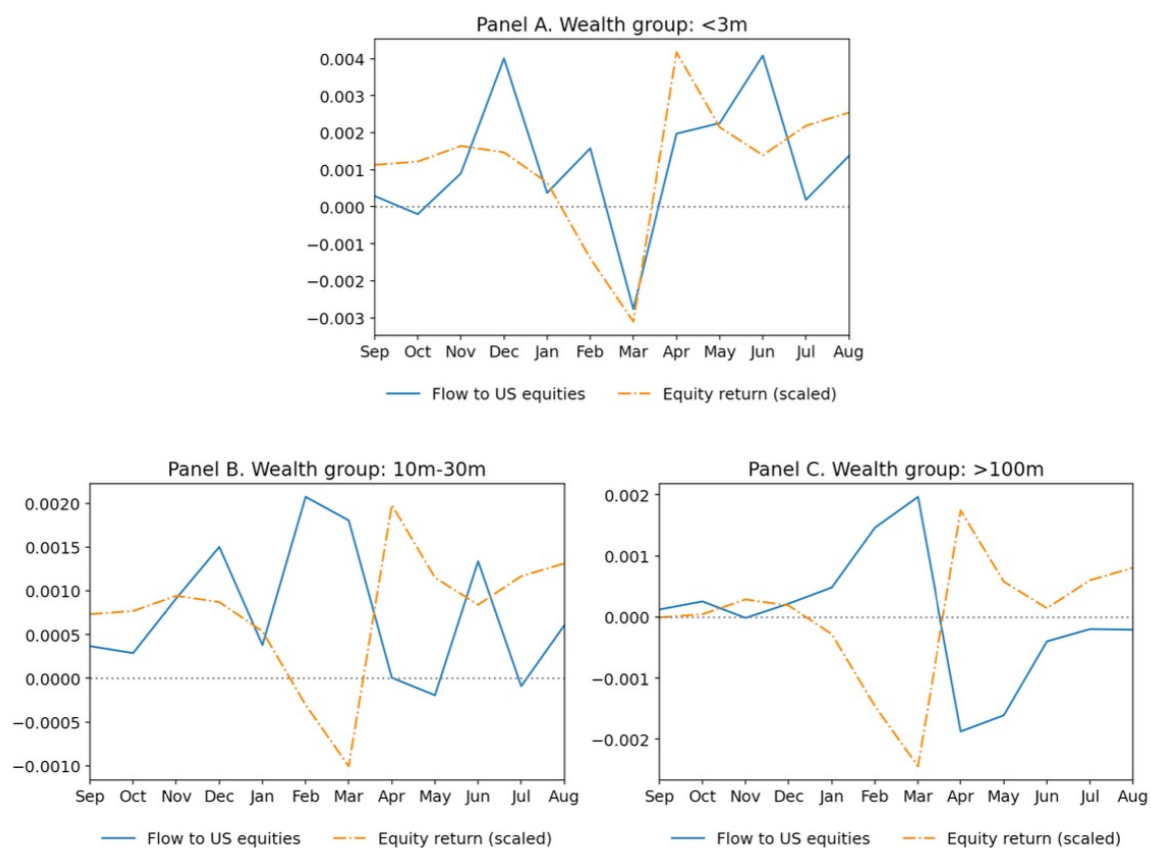 Panel A. Wealth group: <3m
0.004
0.003
0.002
0.001
0.000
−0.001
−0.002
−0.003
Sep Oct Nov Dec Jan Feb Mar Apr May Jun Jul Aug
Flow to US equities Equity return (scaled)
Panel B. Wealth group: 10m-30m
0.0020
0.0015
0.0010
0.0005
0.0000
−0.0005
−0.0010
Sep Oct Nov Dec Jan Feb Mar Apr May Jun Jul Aug
Flow to US equities Equity return (scaled)
Panel C. Wealth group: >100m
0.002
0.001
0.000
−0.001
−0.002
Sep Oct Nov Dec Jan Feb Mar Apr May Jun Jul Aug
Flow to US equities Equity return (scaled)